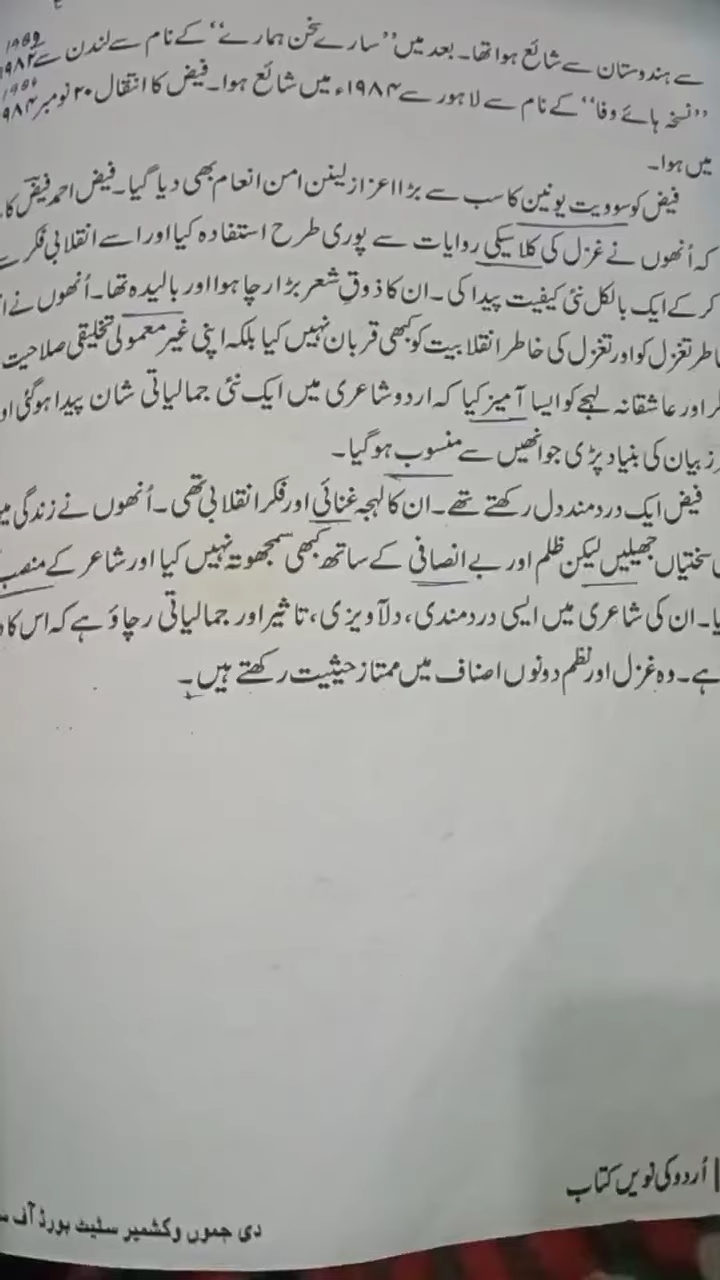 1982
سے ہندوستان سے شائع ہوا تھا۔ بعد میں ’’سارے سخن ہمارے‘‘ کے نام سے لندن سے ۱۹۸۲
’’نسخہ ہائے وفا‘‘ کے نام سے لاہور سے ۱۹۸۴ء میں شائع ہوا۔ فیض کا انتقال ۲۰ نومبر ۱۹۸۴
میں ہوا۔
فیض کو سوویت یونین کا سب سے بڑا اعزاز لینن امن انعام بھی دیا گیا۔ فیض احمد فیضؔ کا
کہ اُنھوں نے غزل کی کلاسیکی روایات سے پوری طرح استفادہ کیا اور اسے انقلابی فکر سے
کر کے ایک بالکل نئی کیفیت پیدا کی۔ ان کا ذوقِ شعر بڑا رچا ہوا اور بالیدہ تھا۔ اُنھوں نے
تغزل کو اور تغزل کی خاطر انقلابیت کو کبھی قربان نہیں کیا بلکہ اپنی غیر معمولی تخلیقی صلاحیت
اور عاشقانہ لہجے کو ایسا آمیز کیا کہ اردو شاعری میں ایک نئی جمالیاتی شان پیدا ہو گئی
بیان کی بنیاد پڑی جو انھیں سے منسوب ہو گیا۔
فیض ایک دردمند دل رکھتے تھے۔ ان کا لہجہ غنائی اور فکر انقلابی تھی۔ اُنھوں نے زندگی
سختیاں جھیلیں لیکن ظلم اور بے انصافی کے ساتھ کبھی سمجھوتہ نہیں کیا اور شاعر کے منصب
ان کی شاعری میں ایسی دردمندی، دلآویزی، تاثیر اور جمالیاتی رچاؤ ہے کہ اس کا
ہے۔ وہ غزل اور نظم دونوں اصناف میں ممتاز حیثیت رکھتے ہیں۔
اُردو کی نویں کتاب
دی جموں وکشمیر سٹیٹ بورڈ آف